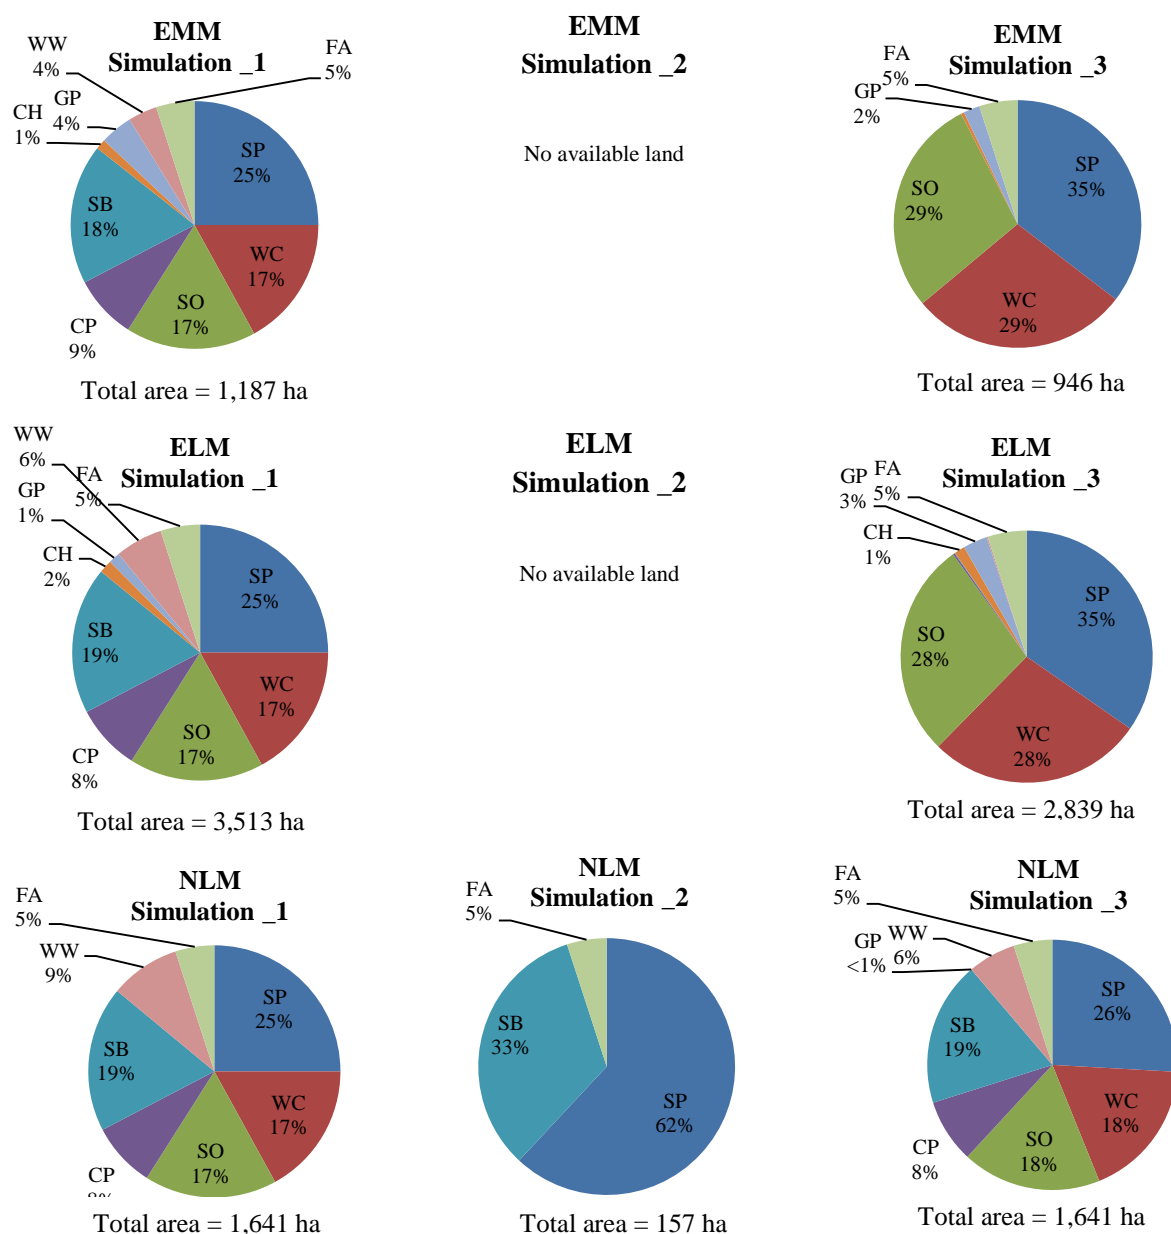 EMM
Simulation _1
WW
4%
FA
5%
GP
4%
CH
1%
SP
25%
SB
18%
WC
17%
SO
17%
CP
9%
Total area = 1,187 ha
EMM
Simulation _2
No available land
EMM
Simulation _3
FA
5%
GP
2%
SP
35%
SO
29%
WC
29%
Total area = 946 ha
ELM
Simulation _1
WW
6%
FA
5%
GP
1%
CH
2%
SP
25%
SB
19%
WC
17%
SO
17%
CP
8%
Total area = 3,513 ha
ELM
Simulation _2
No available land
ELM
Simulation _3
GP
3%
FA
5%
CH
1%
SP
35%
SO
28%
WC
28%
Total area = 2,839 ha
NLM
Simulation _1
FA
5%
WW
9%
SP
25%
SB
19%
WC
17%
SO
17%
CP
8%
Total area = 1,641 ha
NLM
Simulation _2
FA
5%
SB
33%
SP
62%
Total area = 157 ha
NLM
Simulation _3
FA
5%
GP
<1%
WW
6%
SP
26%
SB
19%
WC
18%
SO
18%
CP
8%
Total area = 1,641 ha